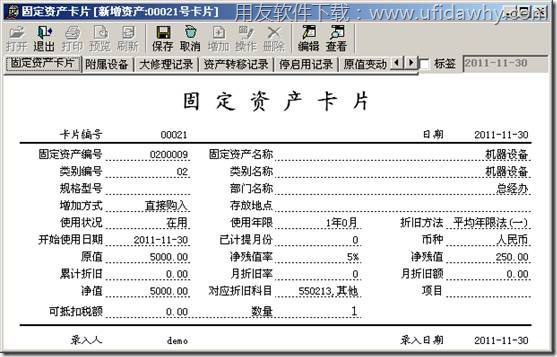 固定资产卡片 [新增资产:00021号卡片]
用友软件下载：www.ufidawhy.com
打开 退出 打印 预览 刷新 保存 取消 增加 操作 删除 编辑 查看
固定资产卡片 附属设备 大修理记录 资产转移记录 停启用记录 原值变动 标签 2011-11-30
固 定 资 产 卡 片
卡片编号 00021 日期 2011-11-30
固定资产编号 0200009 固定资产名称 机器设备
类别编号 02 类别名称 机器设备
规格型号 部门名称 总经办
增加方式 直接购入 存放地点
使用状况 在用 使用年限 1年0月 折旧方法 平均年限法(一)
开始使用日期 2011-11-30 已计提月份 0 币种 人民币
原值 5000.00 净残值率 5% 净残值 250.00
累计折旧 0.00 月折旧率 0 月折旧额 0.00
净值 5000.00 对应折旧科目 550213,其他 项目
可抵扣税额 0.00 数量 1
录入人 demo 录入日期 2011-11-30